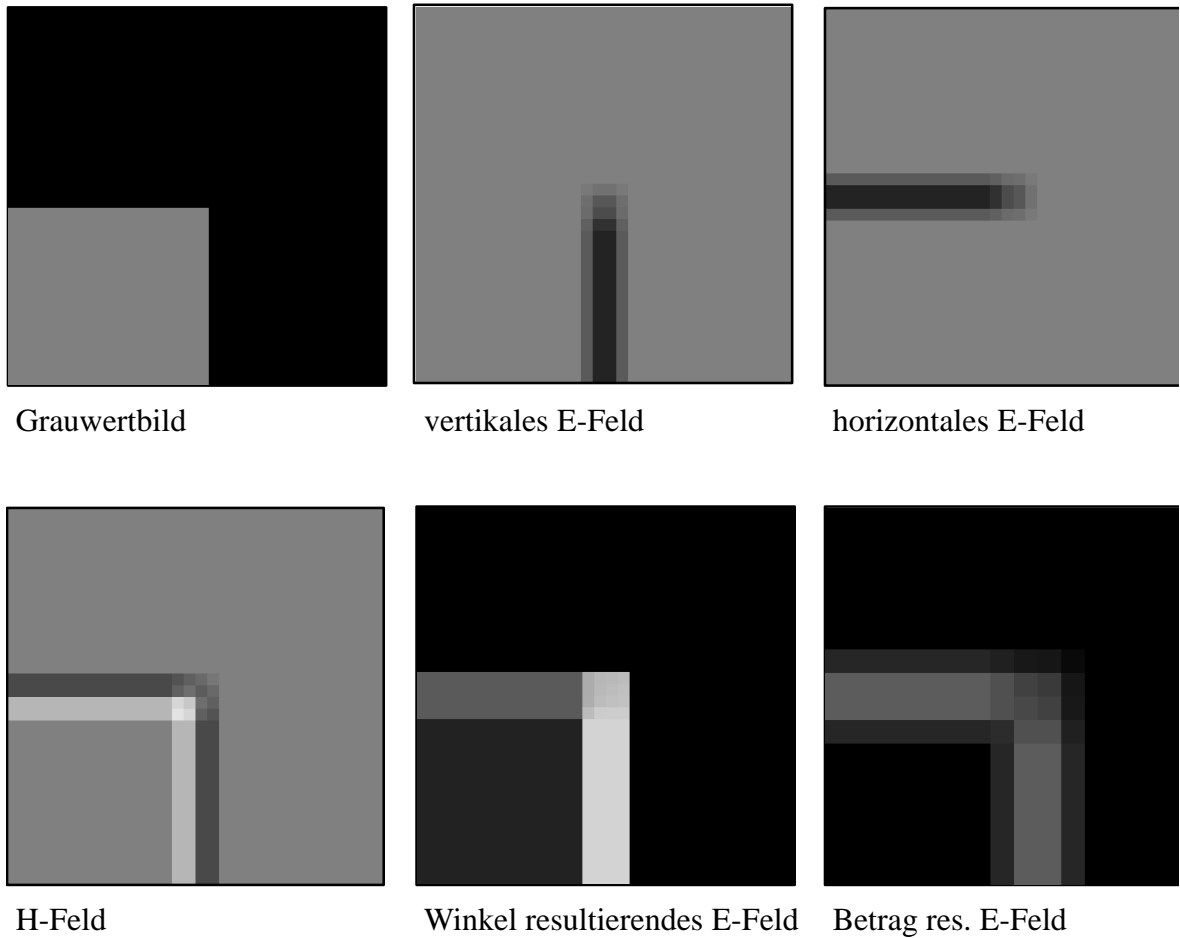 Grauwertbild
vertikales E-Feld
horizontales E-Feld
H-Feld
Winkel resultierendes E-Feld
Betrag res. E-Feld